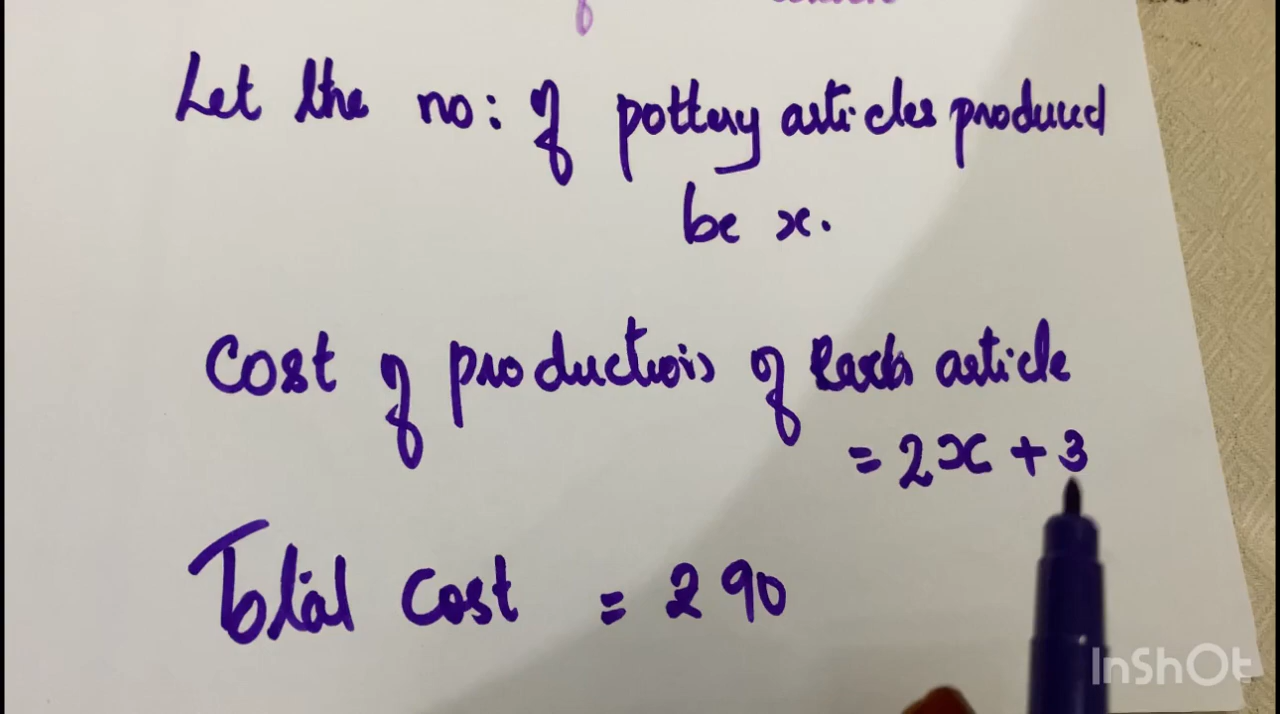 Let the no: of pottery articles produced
be x.
Cost of production of each article
= 2x + 3
Total Cost = 290
InShOt